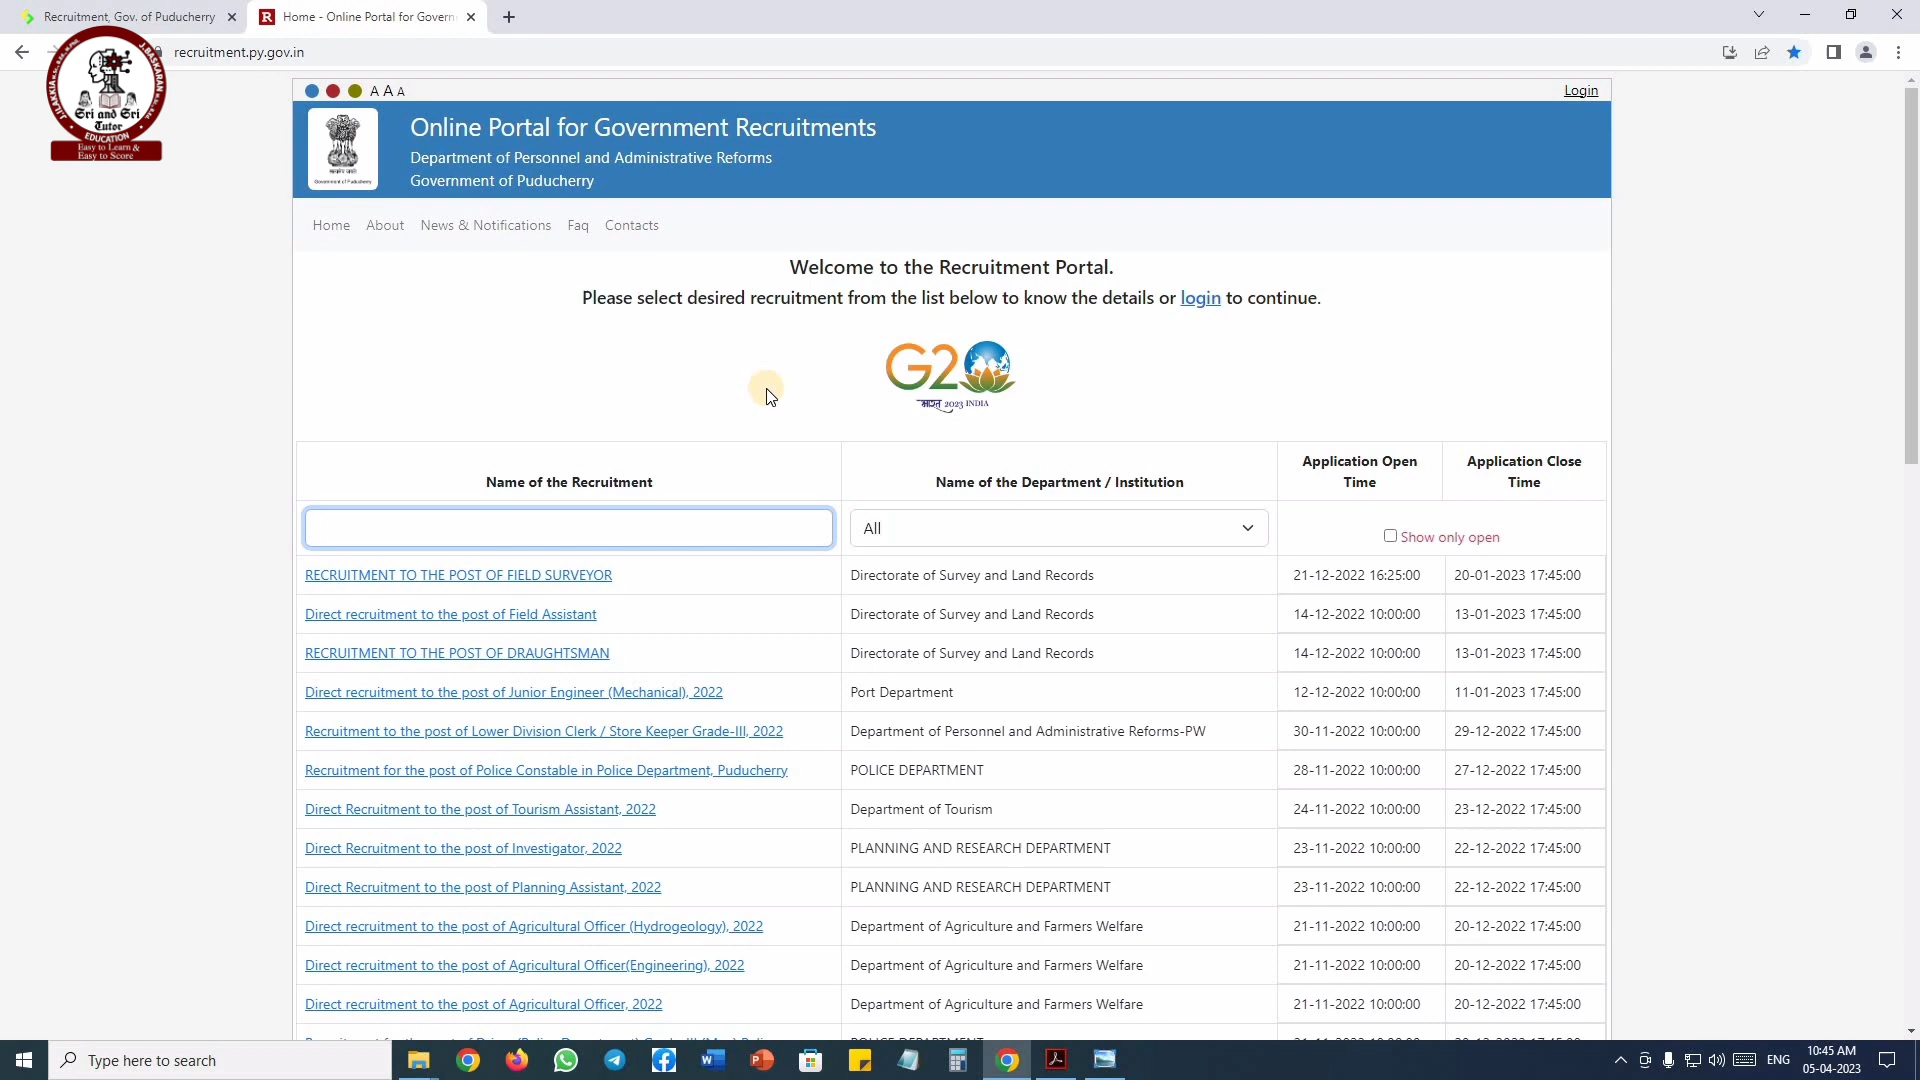 Recruitment, Gov. of Puducherry
Home - Online Portal for Govern
recruitment.py.gov.in
J.ILAKKIA
J.BASKARAN
Sri and Sri
Tutor
EDUCATION
Easy to Learn &
Easy to Score
A A A
Login
Government of Puducherry
Online Portal for Government Recruitments
Department of Personnel and Administrative Reforms
Government of Puducherry
Home About News & Notifications Faq Contacts
Welcome to the Recruitment Portal.
Please select desired recruitment from the list below to know the details or login to continue.
G20
भारत 2023 INDIA
Name of the Recruitment
Name of the Department / Institution
Application Open
Time
Application Close
Time
All
Show only open
RECRUITMENT TO THE POST OF FIELD SURVEYOR Directorate of Survey and Land Records 21-12-2022 16:25:00 20-01-2023 17:45:00
Direct recruitment to the post of Field Assistant Directorate of Survey and Land Records 14-12-2022 10:00:00 13-01-2023 17:45:00
RECRUITMENT TO THE POST OF DRAUGHTSMAN Directorate of Survey and Land Records 14-12-2022 10:00:00 13-01-2023 17:45:00
Direct recruitment to the post of Junior Engineer (Mechanical), 2022 Port Department 12-12-2022 10:00:00 11-01-2023 17:45:00
Recruitment to the post of Lower Division Clerk / Store Keeper Grade-III, 2022 Department of Personnel and Administrative Reforms-PW 30-11-2022 10:00:00 29-12-2022 17:45:00
Recruitment for the post of Police Constable in Police Department, Puducherry POLICE DEPARTMENT 28-11-2022 10:00:00 27-12-2022 17:45:00
Direct Recruitment to the post of Tourism Assistant, 2022 Department of Tourism 24-11-2022 10:00:00 23-12-2022 17:45:00
Direct Recruitment to the post of Investigator, 2022 PLANNING AND RESEARCH DEPARTMENT 23-11-2022 10:00:00 22-12-2022 17:45:00
Direct Recruitment to the post of Planning Assistant, 2022 PLANNING AND RESEARCH DEPARTMENT 23-11-2022 10:00:00 22-12-2022 17:45:00
Direct recruitment to the post of Agricultural Officer (Hydrogeology), 2022 Department of Agriculture and Farmers Welfare 21-11-2022 10:00:00 20-12-2022 17:45:00
Direct recruitment to the post of Agricultural Officer(Engineering), 2022 Department of Agriculture and Farmers Welfare 21-11-2022 10:00:00 20-12-2022 17:45:00
Direct recruitment to the post of Agricultural Officer, 2022 Department of Agriculture and Farmers Welfare 21-11-2022 10:00:00 20-12-2022 17:45:00
Type here to search
ENG
10:45 AM
05-04-2023